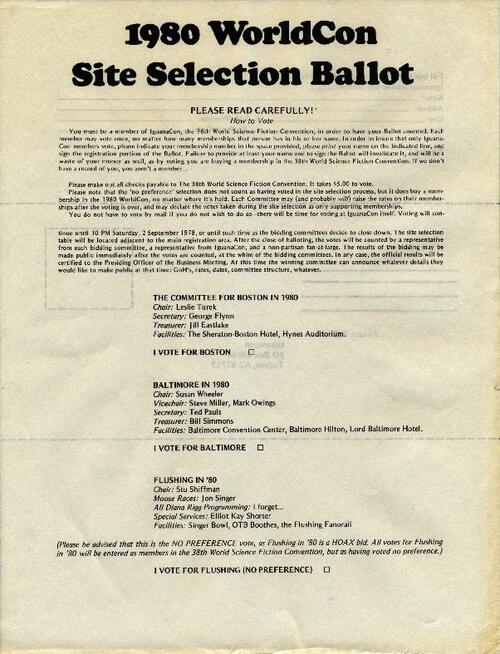 1980 WorldCon
Site Selection Ballot
PLEASE READ CAREFULLY!
How to Vote
You must be a member of IguanaCon, the 36th World Science Fiction Convention, in order to have your Ballot counted. Each
member may vote once, no matter how many memberships that person has in his or her name. In order to insure that only Iguana-
Con members vote, please indicate your membership number in the space provided, please print your name on the indicated line, and
sign the registration portion of the Ballot. Failure to provide at least your name and to sign the Ballot will invalidate it, and will be a
waste of your money as well, as by voting you are buying a membership in the 38th World Science Fiction Convention. If we don't
have a record of you, you aren't a member...
Please make out all checks payable to The 38th World Science Fiction Convention. It takes $5.00 to vote.
Please note that the 'no preference' selection does not count as having voted in the site selection process, but it does buy a mem-
bership in the 1980 WorldCon, no matter where it's held. Each Committee may (and probably will) raise the rates on their member-
ships after the voting is over, and may declare the votes taken during the site selection as only supporting memberships.
You do not have to vote by mail if you do not wish to do so—there will be time for voting at IguanaCon itself. Voting will con-
tinue until 10 PM Saturday, 2 September 1978, or until such time as the bidding committees decide to close down. The site selection
table will be located adjacent to the main registration area. After the close of balloting, the votes will be counted by a representative
from each bidding committee, a representative from IguanaCon, and a non-partisan fan-at-large. The results of the bidding may be
made public immediately after the votes are counted, at the whim of the bidding committees. In any case, the official results will be
certified to the Presiding Officer of the Business Meeting. At this time the winning committee can announce whatever details they
would like to make public at that time: GoH's, rates, dates, committee structure, whatever.
THE COMMITTEE FOR BOSTON IN 1980
Chair: Leslie Turek
Secretary: George Flynn
Treasurer: Jill Eastlake
Facilities: The Sheraton-Boston Hotel, Hynes Auditorium.
I VOTE FOR BOSTON ☐
BALTIMORE IN 1980
Chair: Susan Wheeler
Vicechair: Steve Miller, Mark Owings
Secretary: Ted Pauls
Treasurer: Bill Simmons
Facilities: Baltimore Convention Center, Baltimore Hilton, Lord Baltimore Hotel.
I VOTE FOR BALTIMORE ☐
FLUSHING IN '80
Chair: Stu Shiffman
Moose Races: Jon Singer
All Diana Rigg Programming: I forget...
Special Services: Elliot Kay Shorter
Facilities: Singer Bowl, OTB Boothes, the Flushing Fanorail
(Please be advised that this is the NO PREFERENCE vote, as Flushing in '80 is a HOAX bid. All votes for Flushing
in '80 will be entered as members in the 38th World Science Fiction Convention, but as having voted no preference.)
I VOTE FOR FLUSHING (NO PREFERENCE) ☐